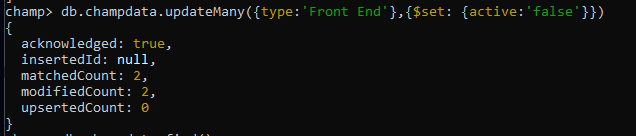 champ> db.champdata.updateMany({type:'Front End'},{$set: {active:'false'}})
{
  acknowledged: true,
  insertedId: null,
  matchedCount: 2,
  modifiedCount: 2,
  upsertedCount: 0
}